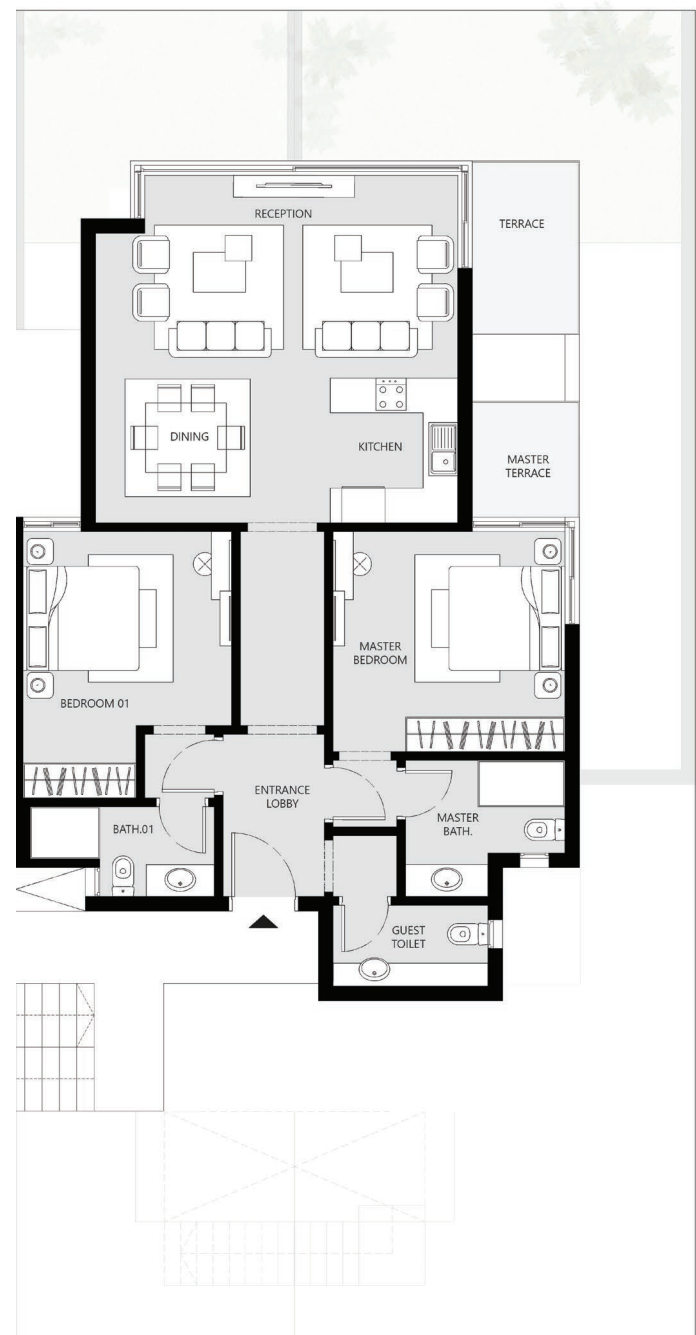 RECEPTION
TERRACE
DINING
KITCHEN
MASTER
TERRACE
MASTER
BEDROOM
BEDROOM 01
ENTRANCE
LOBBY
BATH.01
MASTER
BATH.
GUEST
TOILET